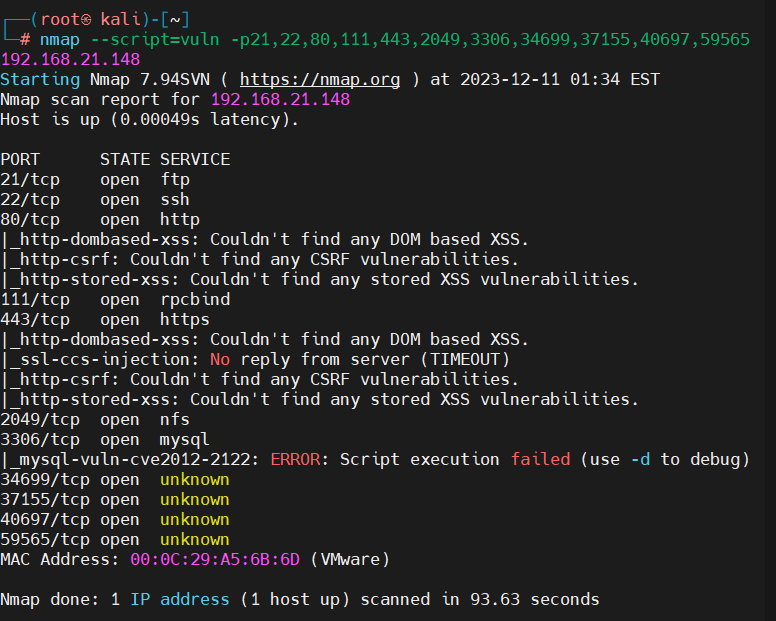 ┌──(root㉿ kali)-[~]
└─# nmap --script=vuln -p21,22,80,111,443,2049,3306,34699,37155,40697,59565
192.168.21.148
Starting Nmap 7.94SVN ( https://nmap.org ) at 2023-12-11 01:34 EST
Nmap scan report for 192.168.21.148
Host is up (0.00049s latency).

PORT      STATE SERVICE
21/tcp    open  ftp
22/tcp    open  ssh
80/tcp    open  http
|_http-dombased-xss: Couldn't find any DOM based XSS.
|_http-csrf: Couldn't find any CSRF vulnerabilities.
|_http-stored-xss: Couldn't find any stored XSS vulnerabilities.
111/tcp   open  rpcbind
443/tcp   open  https
|_http-dombased-xss: Couldn't find any DOM based XSS.
|_ssl-ccs-injection: No reply from server (TIMEOUT)
|_http-csrf: Couldn't find any CSRF vulnerabilities.
|_http-stored-xss: Couldn't find any stored XSS vulnerabilities.
2049/tcp  open  nfs
3306/tcp  open  mysql
|_mysql-vuln-cve2012-2122: ERROR: Script execution failed (use -d to debug)
34699/tcp open  unknown
37155/tcp open  unknown
40697/tcp open  unknown
59565/tcp open  unknown
MAC Address: 00:0C:29:A5:6B:6D (VMware)

Nmap done: 1 IP address (1 host up) scanned in 93.63 seconds